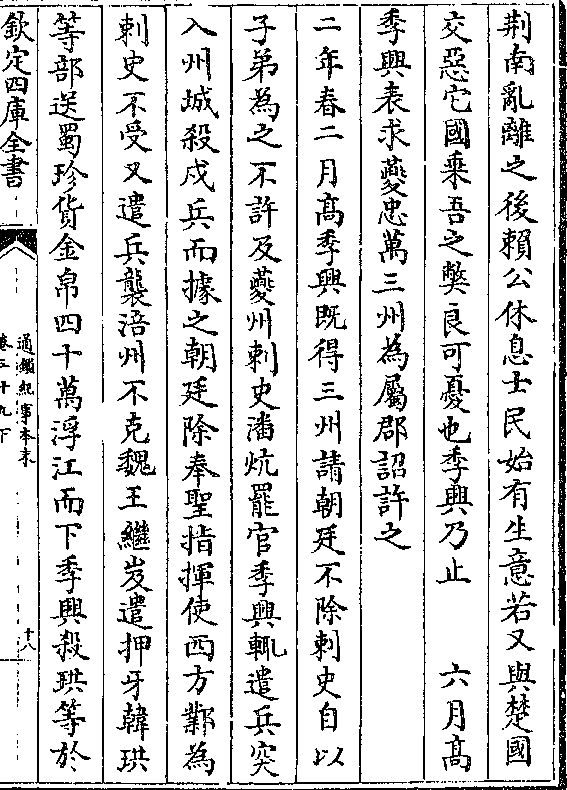 荆南亂離之後賴公休息士民始有生意若又與楚國
交惡它國乗吾之弊良可憂也季興乃止　六月髙
季興表求夔忠萬三州為屬郡詔許之
二年春二月髙季興既得三州請朝廷不除刺史自以
子弟為之不許及夔州刺史潘炕罷官季興輒遣兵突
入州城殺戍兵而據之朝廷除奉聖指揮使西方鄴為
刺史不受又遣兵襲涪州不克魏王繼岌遣押牙韓珙
等部送蜀珍貨金帛四十萬浮江而下季興殺珙等於
欽定四庫全書
通鑑紀事本末
卷三十九下
十八